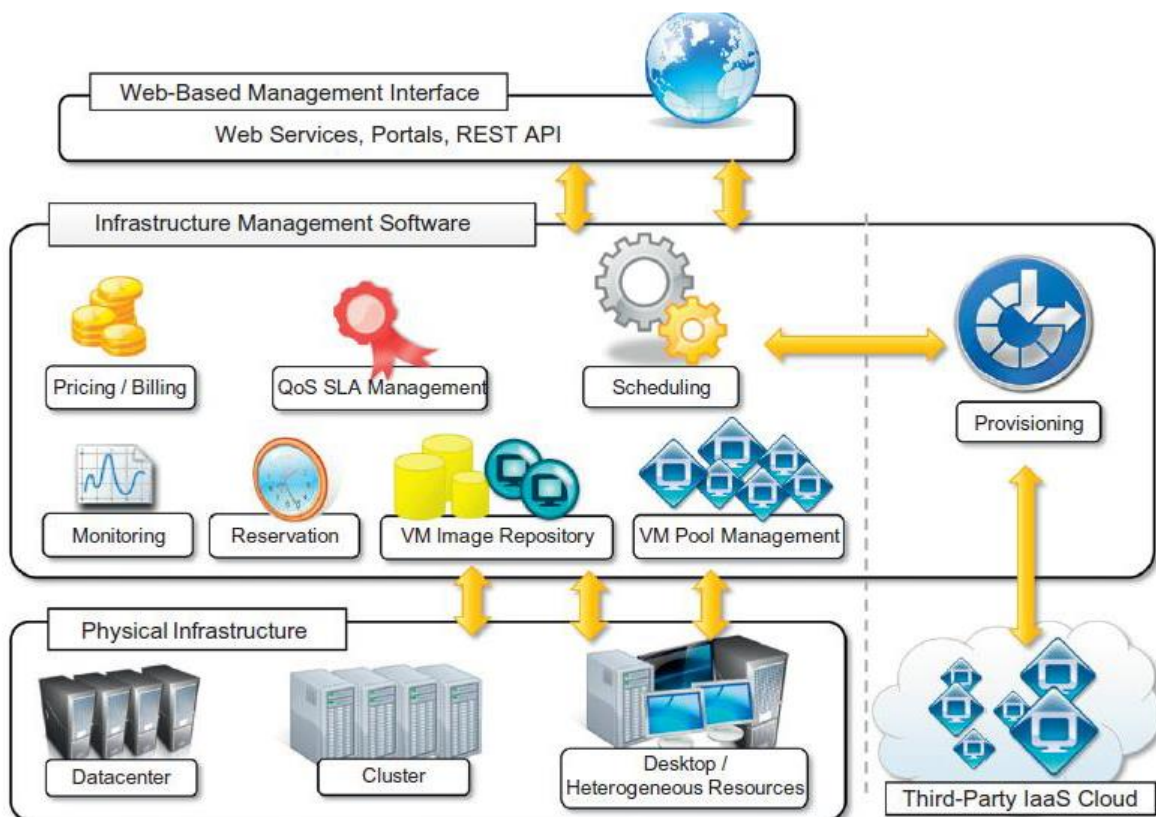 Web-Based Management Interface
Web Services, Portals, REST API
Infrastructure Management Software
Pricing / Billing
QoS SLA Management
Scheduling
Provisioning
Monitoring
Reservation
VM Image Repository
VM Pool Management
Physical Infrastructure
Datacenter
Cluster
Desktop /
Heterogeneous Resources
Third-Party IaaS Cloud